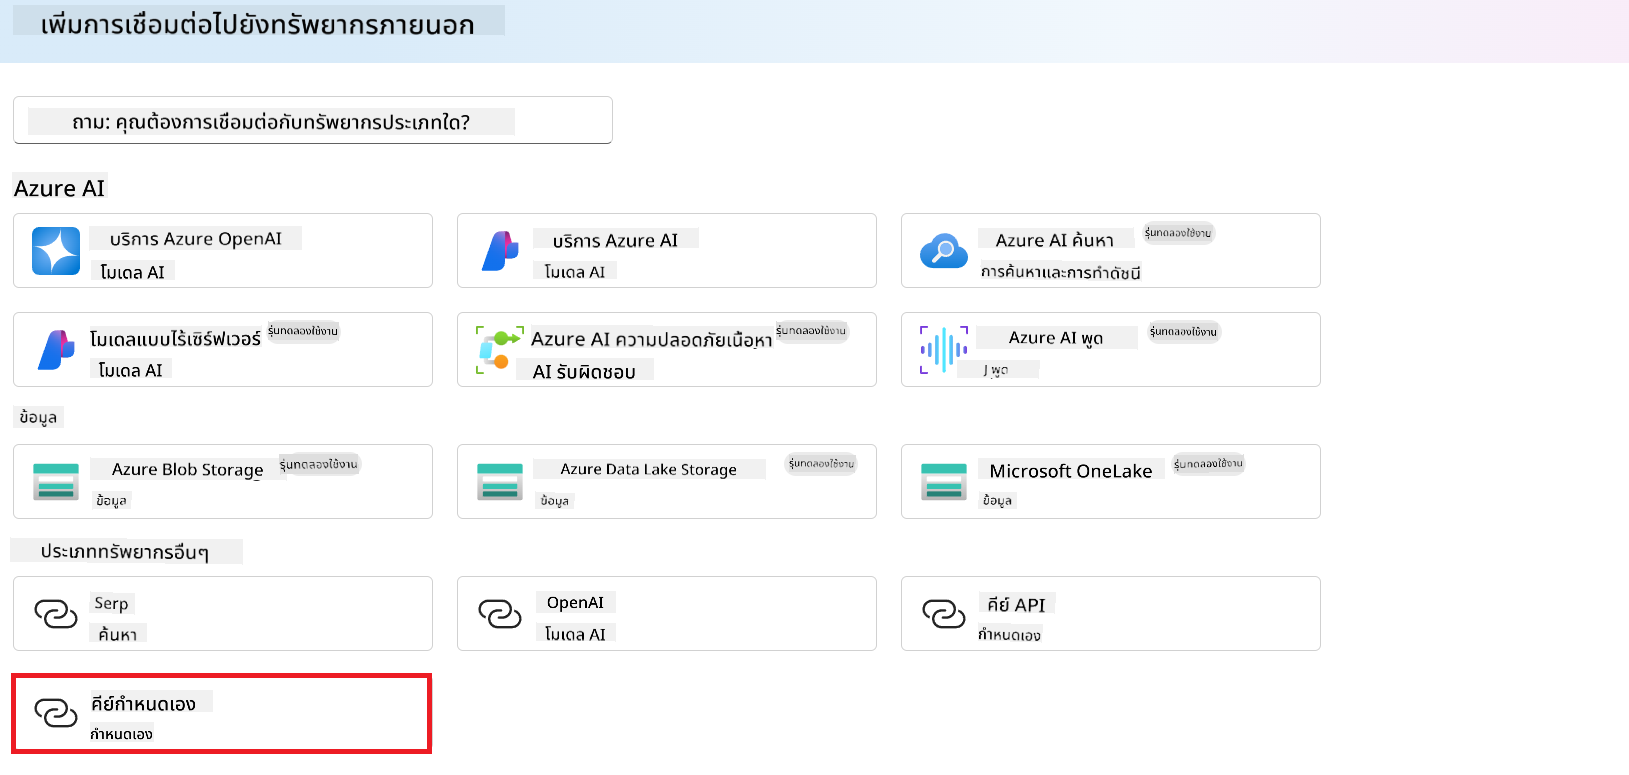 เพิ่มการเชื่อมต่อไปยังทรัพยากรภายนอก
ถาม: คุณต้องการเชื่อมต่อกับทรัพยากรประเภทใด?
Azure AI
บริการ Azure OpenAI
โมเดล AI
บริการ Azure AI
โมเดล AI
Azure AI ค้นหา
รุ่นทดลองใช้งาน
การค้นหาและการทำดัชนี
โมเดลแบบไร้เซิร์ฟเวอร์
รุ่นทดลองใช้งาน
โมเดล AI
Azure AI ความปลอดภัยเนื้อหา
รุ่นทดลองใช้งาน
AI รับผิดชอบ
Azure AI พูด
รุ่นทดลองใช้งาน
พูด
ข้อมูล
Azure Blob Storage
รุ่นทดลองใช้งาน
ข้อมูล
Azure Data Lake Storage
รุ่นทดลองใช้งาน
ข้อมูล
Microsoft OneLake
รุ่นทดลองใช้งาน
ข้อมูล
ประเภททรัพยากรอื่นๆ
Serp
ค้นหา
OpenAI
โมเดล AI
คีย์ API
กำหนดเอง
คีย์กำหนดเอง
กำหนดเอง